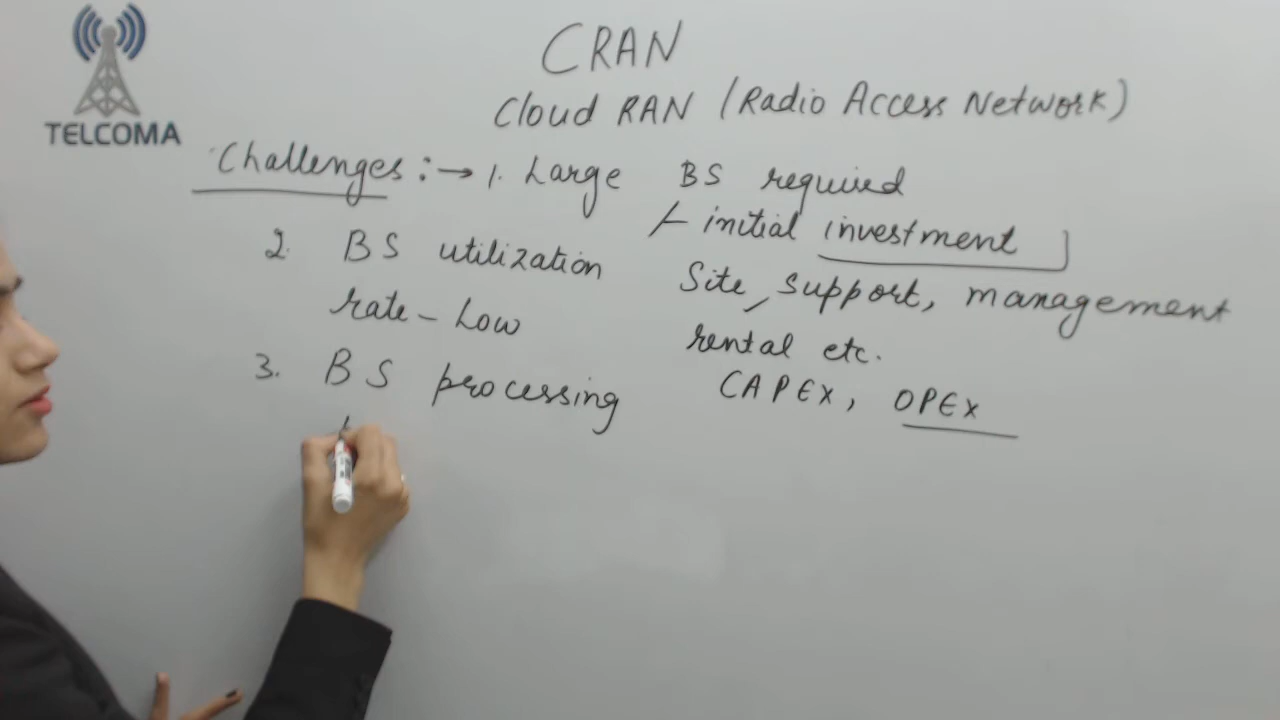 TELCOMA
CRAN
Cloud RAN (Radio Access Network)
Challenges :→ 1. Large BS required
initial investment
2. BS utilization
rate - Low
Site, support, management
rental etc.
CAPEX, OPEX
3. BS processing